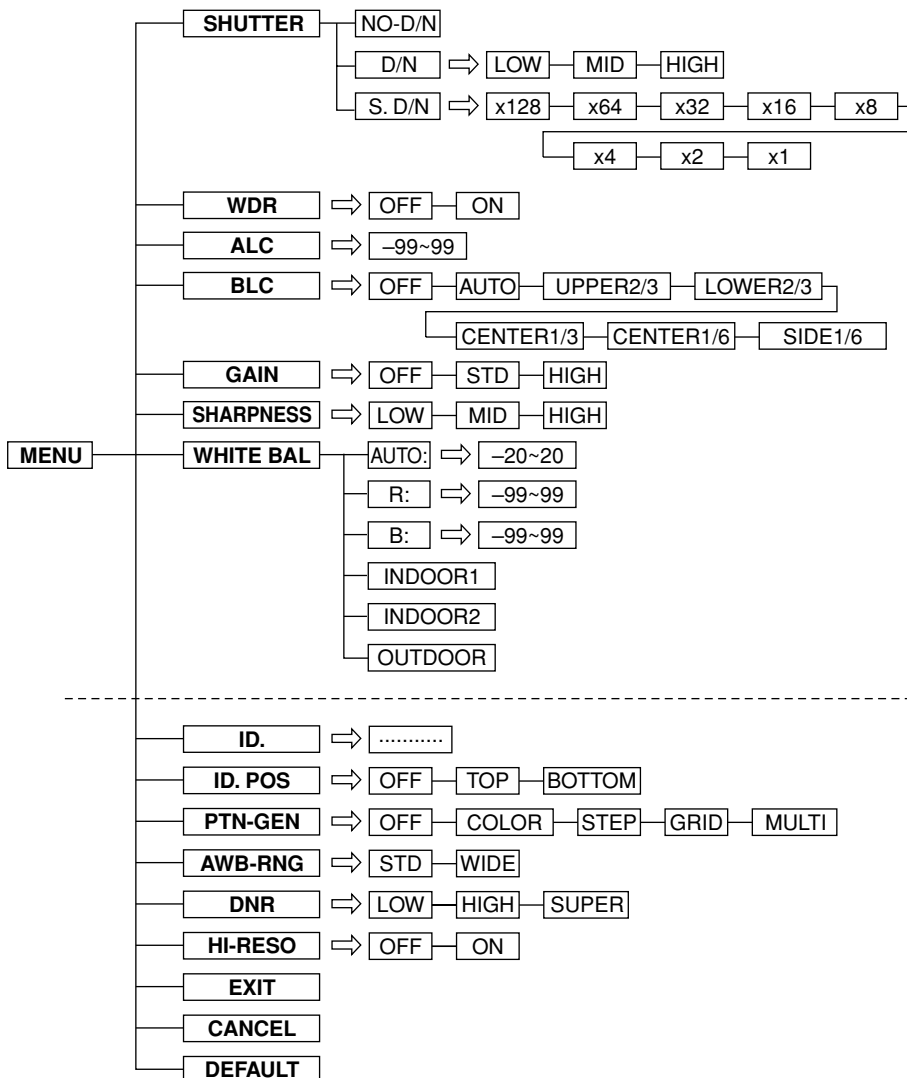 SHUTTER NO-D/N
D/N LOW MID HIGH
S. D/N x128 x64 x32 x16 x8
x4 x2 x1
WDR OFF ON
ALC –99~99
BLC OFF AUTO UPPER2/3 LOWER2/3
CENTER1/3 CENTER1/6 SIDE1/6
GAIN OFF STD HIGH
SHARPNESS LOW MID HIGH
MENU WHITE BAL AUTO: –20~20
R: –99~99
B: –99~99
INDOOR1
INDOOR2
OUTDOOR
ID. ...........
ID. POS OFF TOP BOTTOM
PTN-GEN OFF COLOR STEP GRID MULTI
AWB-RNG STD WIDE
DNR LOW HIGH SUPER
HI-RESO OFF ON
EXIT
CANCEL
DEFAULT